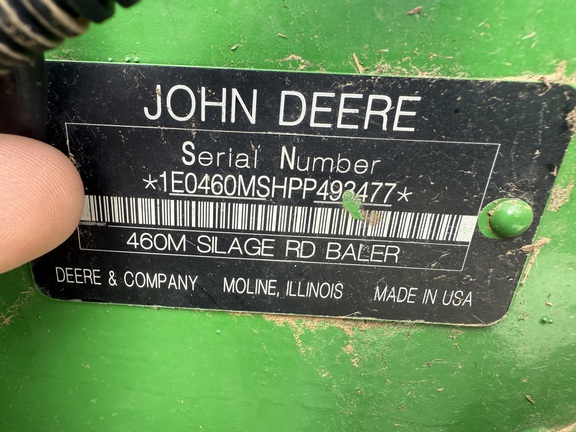 JOHN DEERE
Serial Number
*1E0460MSHPP493477*
460M SILAGE RD BALER
DEERE & COMPANY MOLINE, ILLINOIS MADE IN USA